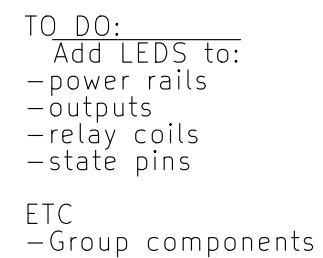 TO DO:
Add LEDS to:
-power rails
-outputs
-relay coils
-state pins
ETC
-Group components